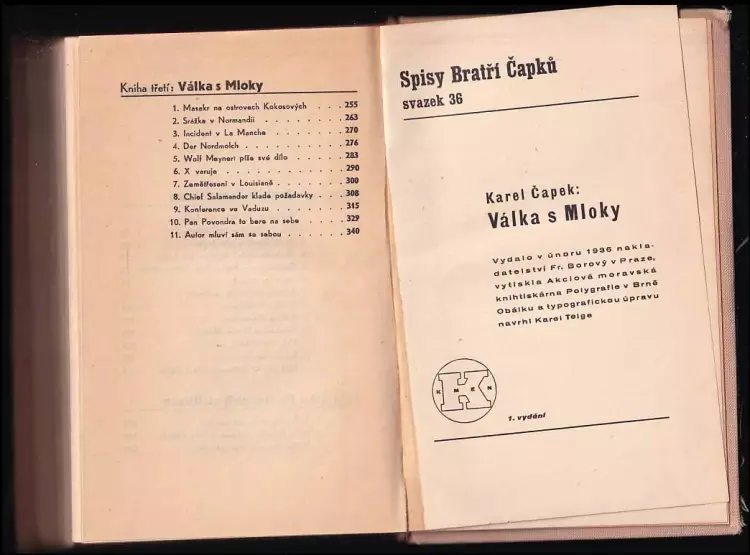 Kniha třetí: Válka s Mloky
1. Masakr na ostrovech Kokosových . . . 255
2. Srážka v Normandii . . . . . . . 263
3. Incident v La Manche . . . . . . 270
4. Der Nordmolch . . . . . . . . 276
5. Wolf Meynert píše své dílo . . . . . 283
6. X varuje . . . . . . . . . 290
7. Zemětřesení v Louisianě . . . . . 300
8. Chief Salamander klade požadavky . . . 308
9. Konference ve Vaduzu . . . . . . 315
10. Pan Povondra to bere na sebe . . . . 329
11. Autor mluví sám se sebou . . . . . 340
Spisy Bratří Čapků
svazek 36
Karel Čapek:
Válka s Mloky
Vydalo v únoru 1936 nakla-
datelství Fr. Borový v Praze,
vytiskla Akciová moravská
knihtiskárna Polygrafie v Brně
Obálku a typografickou úpravu
navrhl Karel Teige
K
KMEN
1. vydání